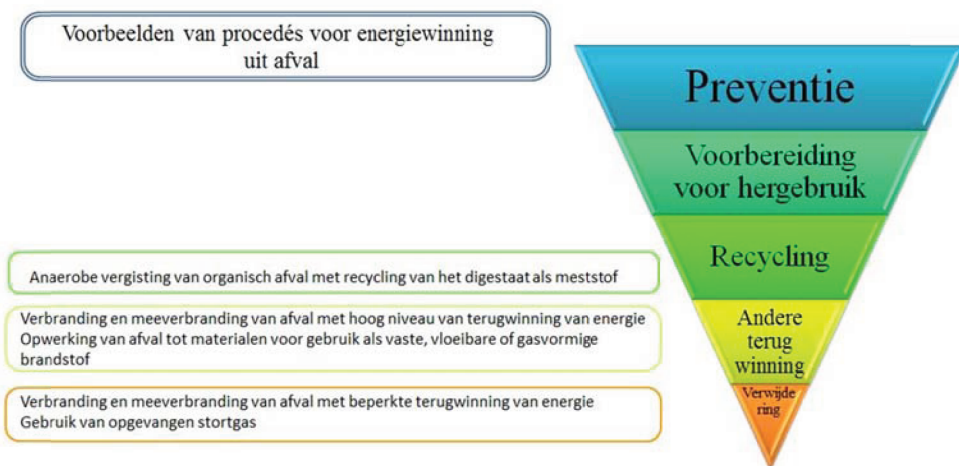 Voorbeelden van procedés voor energiewinning
uit afval
Preventie
Voorbereiding
voor hergebruik
Recycling
Anaerobe vergisting van organisch afval met recycling van het digestaat als meststof
Andere
terug
winning
Verbranding en meeverbranding van afval met hoog niveau van terugwinning van energie
Opwerking van afval tot materialen voor gebruik als vaste, vloeibare of gasvormige
brandstof
Verwijde
ring
Verbranding en meeverbranding van afval met beperkte terugwinning van energie
Gebruik van opgevangen stortgas